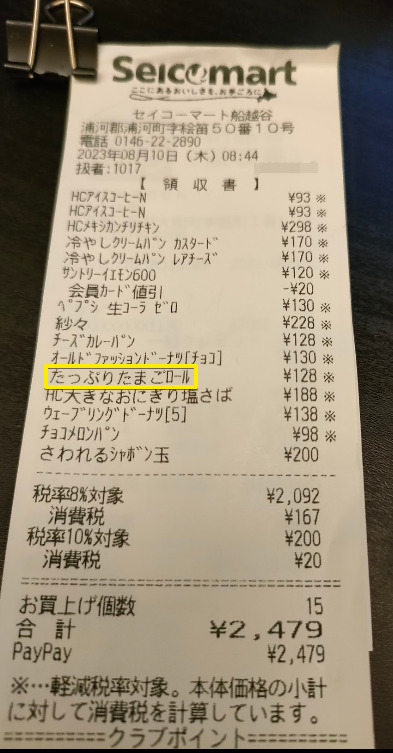 Seicomart
ここにあるおいしさを、お手ごろに。
セイコーマート船越谷
浦河郡浦河町字絵笛50番10号
電話 0146-22-2890
2023年08月10日(木)08:44
扱者:1017
【 領 収 書 】
HCアイスコーヒーN ¥93 ※
HCアイスコーヒーN ¥93 ※
HCメキシカンチリチキン ¥298 ※
冷やしクリームパン カスタード ¥170 ※
冷やしクリームパン レアチーズ ¥170 ※
サントリーイエモン600 ¥120 ※
会員カード値引 -¥20
ペプシ 生コーラ ゼロ ¥130 ※
紗々 ¥228 ※
チーズカレーパン ¥128 ※
オールドファッションドーナツ[チョコ] ¥130 ※
たっぷりたまごロール ¥128 ※
HC大きなおにぎり塩さば ¥188 ※
ウェーブリングドーナツ[5] ¥138 ※
チョコメロンパン ¥98 ※
さわれるシャボン玉 ¥200
税率8%対象 ¥2,092
消費税 ¥167
税率10%対象 ¥200
消費税 ¥20
お買上げ個数 15
合 計 ¥2,479
PayPay ¥2,479
※…軽減税率対象。本体価格の小計
に対して消費税を計算しています。
==========クラブポイント==========